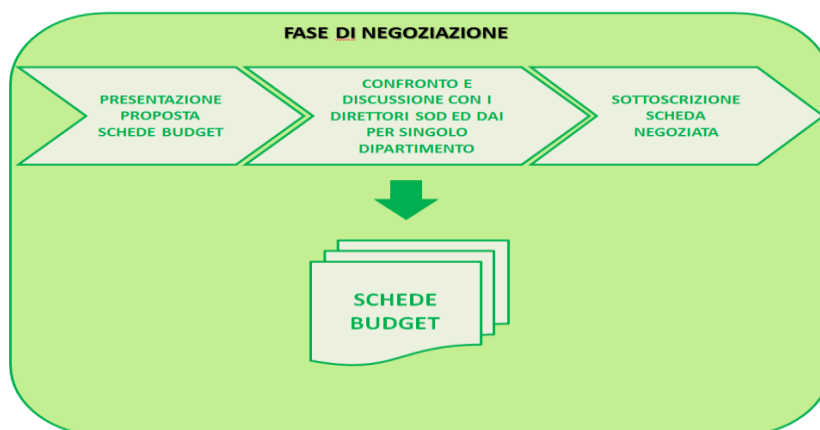 FASE DI NEGOZIAZIONE
PRESENTAZIONE
PROPOSTA
SCHEDE BUDGET
CONFRONTO E
DISCUSSIONE CON I
DIRETTORI SOD ED DAI
PER SINGOLO
DIPARTIMENTO
SOTTOSCRIZIONE
SCHEDA
NEGOZIATA
SCHEDE
BUDGET